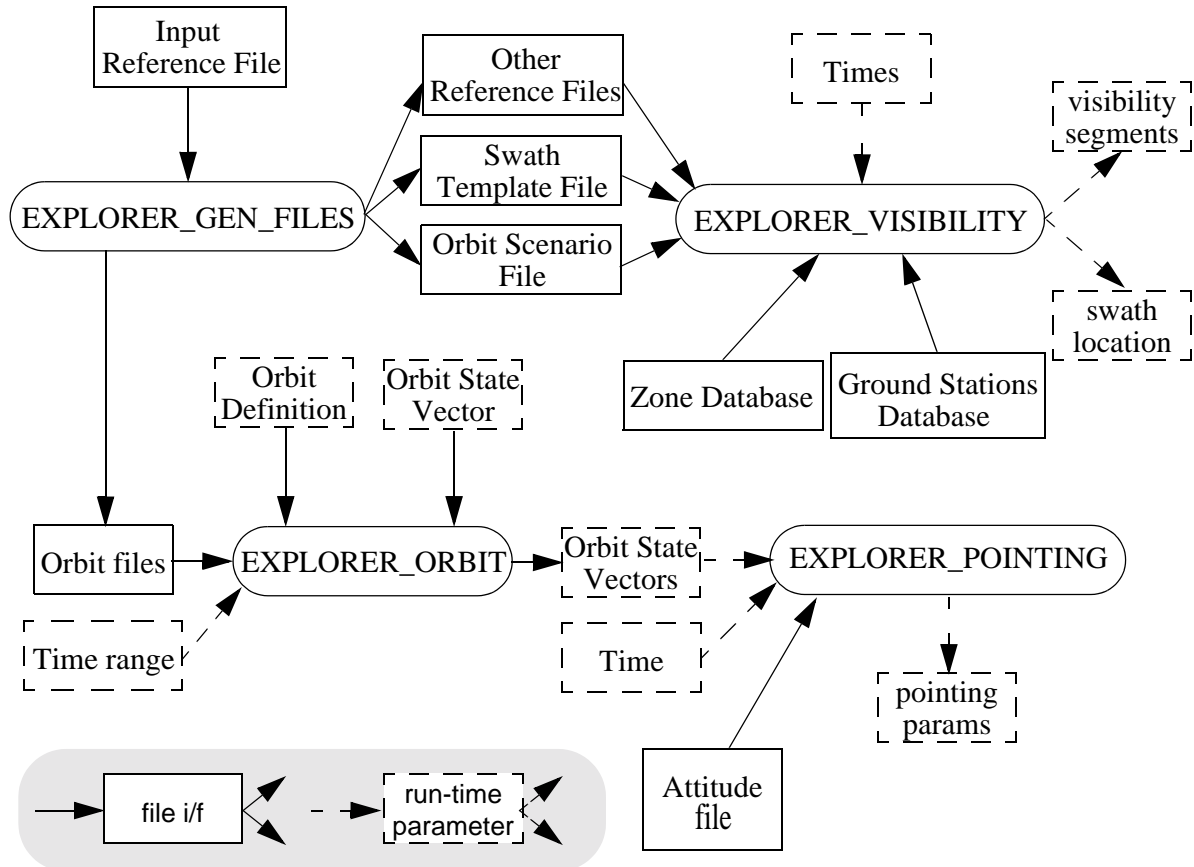 Input
Reference File
Other
Reference Files
Times
visibility
segments
Swath
Template File
EXPLORER_GEN_FILES
EXPLORER_VISIBILITY
Orbit Scenario
File
swath
location
Orbit
Definition
Orbit State
Vector
Zone Database
Ground Stations
Database
Orbit files
EXPLORER_ORBIT
Orbit State
Vectors
EXPLORER_POINTING
Time range
Time
pointing
params
Attitude
file
file i/f
run-time
parameter